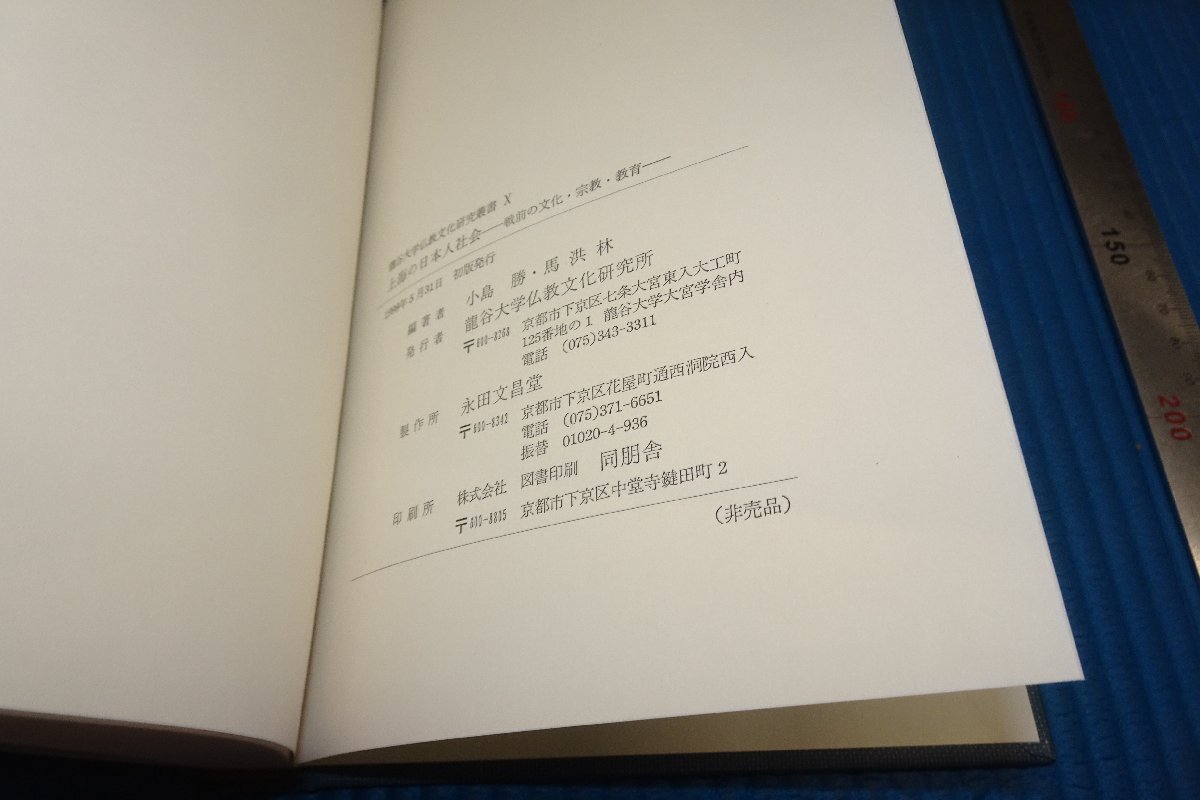 龍谷大学仏教文化研究叢書 X
上海の日本人社会——戦前の文化・宗教・教育——
1999年5月31日 初版発行
編著者 小島 勝・馬 洪 林
発行者 龍谷大学仏教文化研究所
〒600-8268 京都市下京区七条大宮東入大工町
125番地の1 龍谷大学大宮学舎内
電話 (075)343-3311
製作所 永田文昌堂
〒600-8342 京都市下京区花屋町通西洞院西入
電話 (075)371-6651
振替 01020-4-936
印刷所 株式会社 図書印刷 同朋舎
〒600-8805 京都市下京区中堂寺鍵田町2
(非売品)
150
200